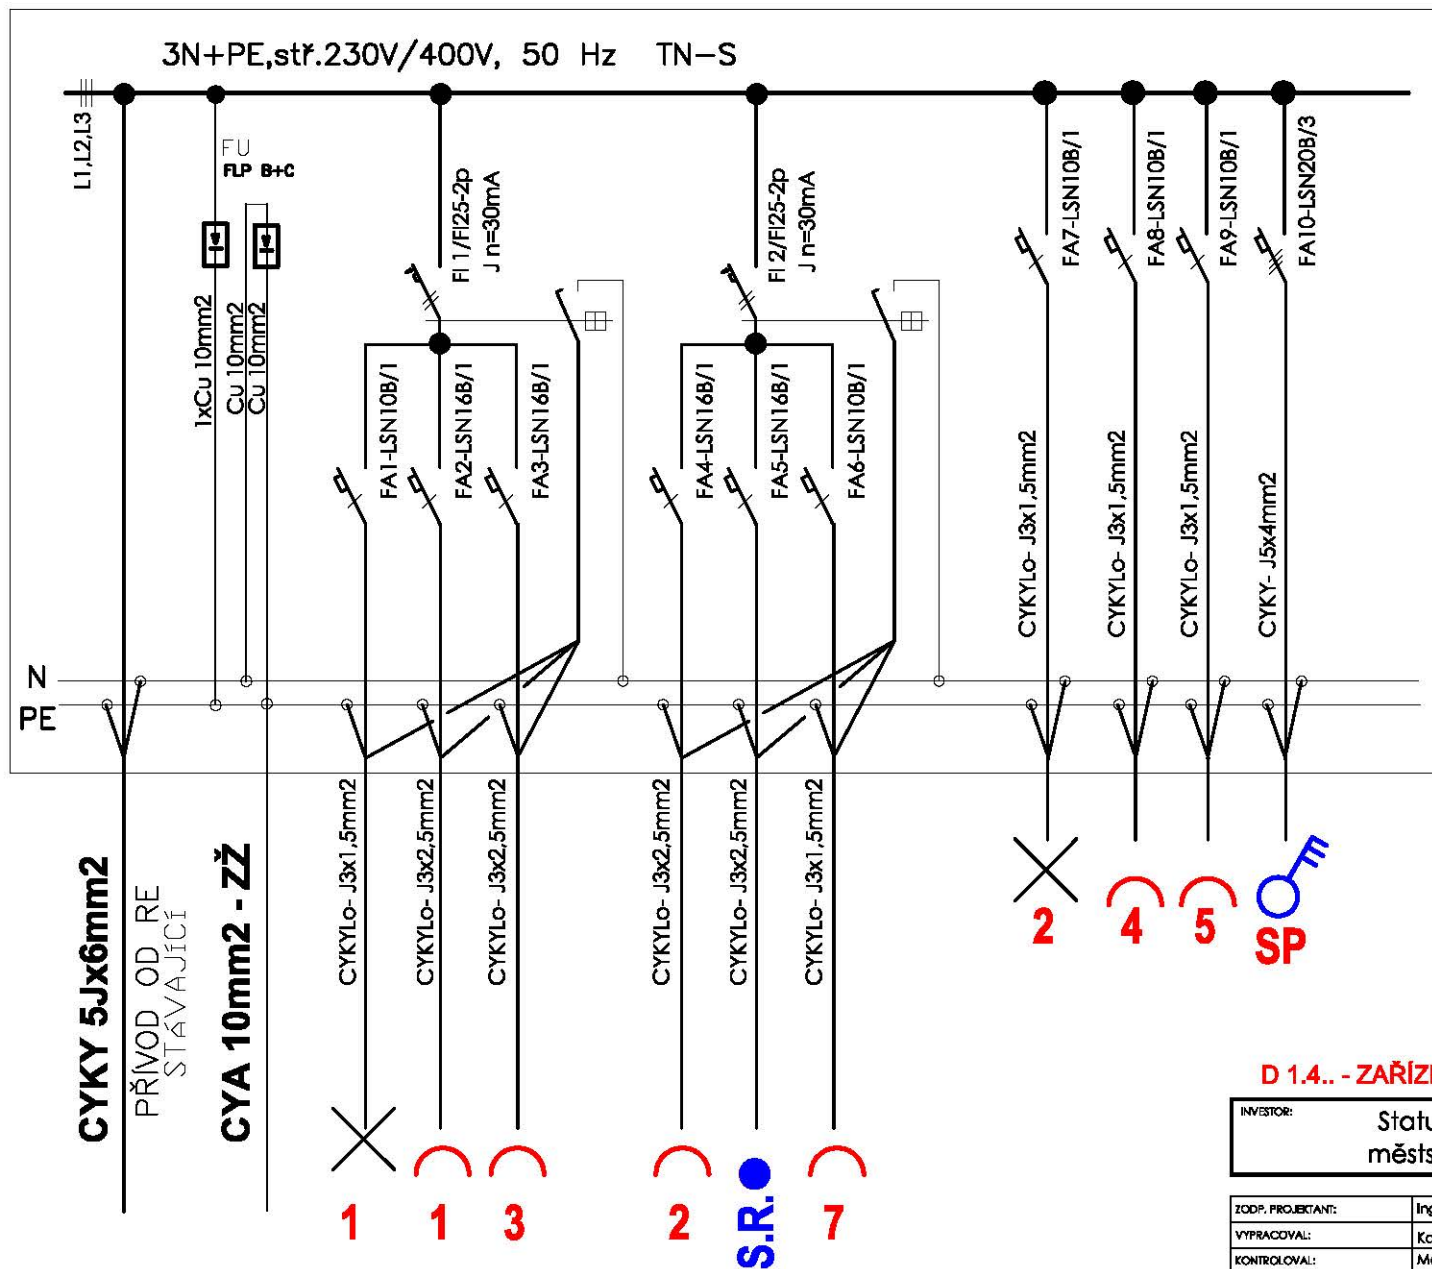 3N+PE,stř.230V/400V, 50 Hz TN-S
L1,L2,L3
FU
FLP B+C
1xCu 10mm2
Cu 10mm2
Cu 10mm2
FI 1/FI25-2p
J n=30mA
FI 2/FI25-2p
J n=30mA
FA7-LSN10B/1
FA8-LSN10B/1
FA9-LSN10B/1
FA10-LSN20B/3
FA1-LSN10B/1
FA2-LSN16B/1
FA3-LSN16B/1
FA4-LSN16B/1
FA5-LSN16B/1
FA6-LSN10B/1
CYKYLo- J3x1,5mm2
CYKYLo- J3x1,5mm2
CYKYLo- J3x1,5mm2
CYKY- J5x4mm2
N
PE
CYKYLo- J3x1,5mm2
CYKYLo- J3x2,5mm2
CYKYLo- J3x2,5mm2
CYKYLo- J3x2,5mm2
CYKYLo- J3x2,5mm2
CYKYLo- J3x1,5mm2
CYKY 5Jx6mm2
PŘÍVOD OD RE
STÁVAJÍCÍ
CYA 10mm2 - ZŽ
2
4
5
SP
1
1
3
2
S.R.
7
D 1.4.. - ZAŘÍZ
INVESTOR:
Statu
městs
ZODP. PROJEKTANT:
Ing
VYPRACOVAL:
Ka
KONTROLOVAL: